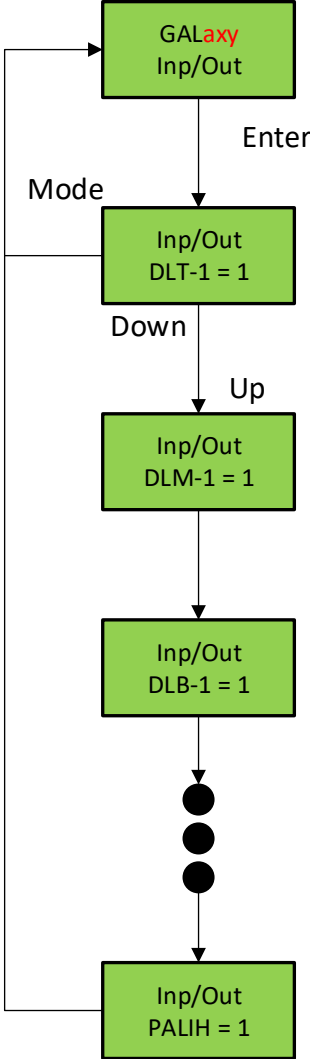 GALaxy
Inp/Out
Enter
Mode
Inp/Out
DLT-1 = 1
Down
Up
Inp/Out
DLM-1 = 1
Inp/Out
DLB-1 = 1
Inp/Out
PALIH = 1